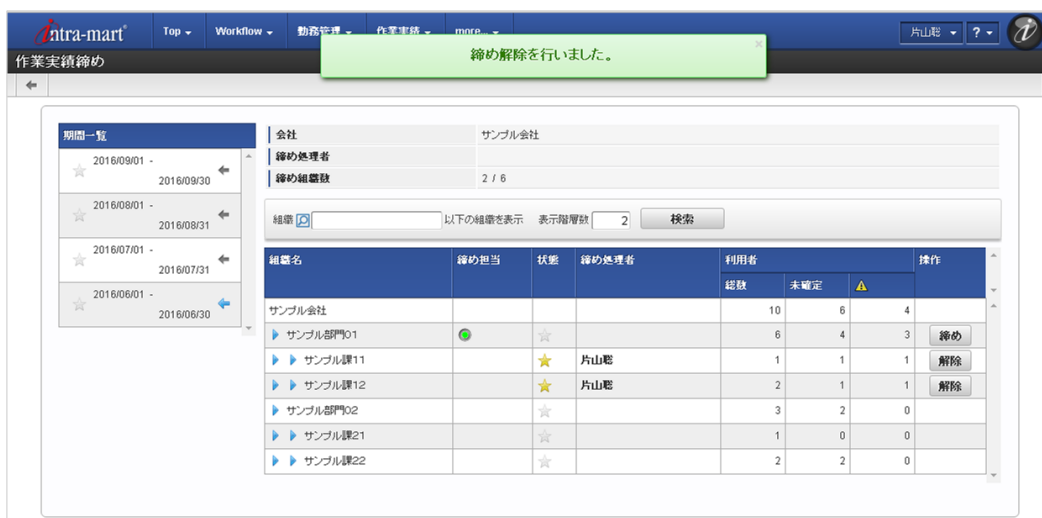 intra-mart®
Top
Workflow
勤務管理
作業実績
more...
片山聡
?
締め解除を行いました。
×
作業実績締め
期間一覧
2016/09/01 -
2016/09/30
2016/08/01 -
2016/08/31
2016/07/01 -
2016/07/31
2016/06/01 -
2016/06/30
会社 サンプル会社
締め処理者
締め組織数 2 / 6
組織 以下の組織を表示 表示階層数 2 検索
組織名 締め担当 状態 締め処理者 利用者 操作
総数 未確定
サンプル会社 10 6 4
サンプル部門01 6 4 3 締め
サンプル課11 片山聡 1 1 1 解除
サンプル課12 片山聡 2 1 1 解除
サンプル部門02 3 2 0
サンプル課21 1 0 0
サンプル課22 2 2 0